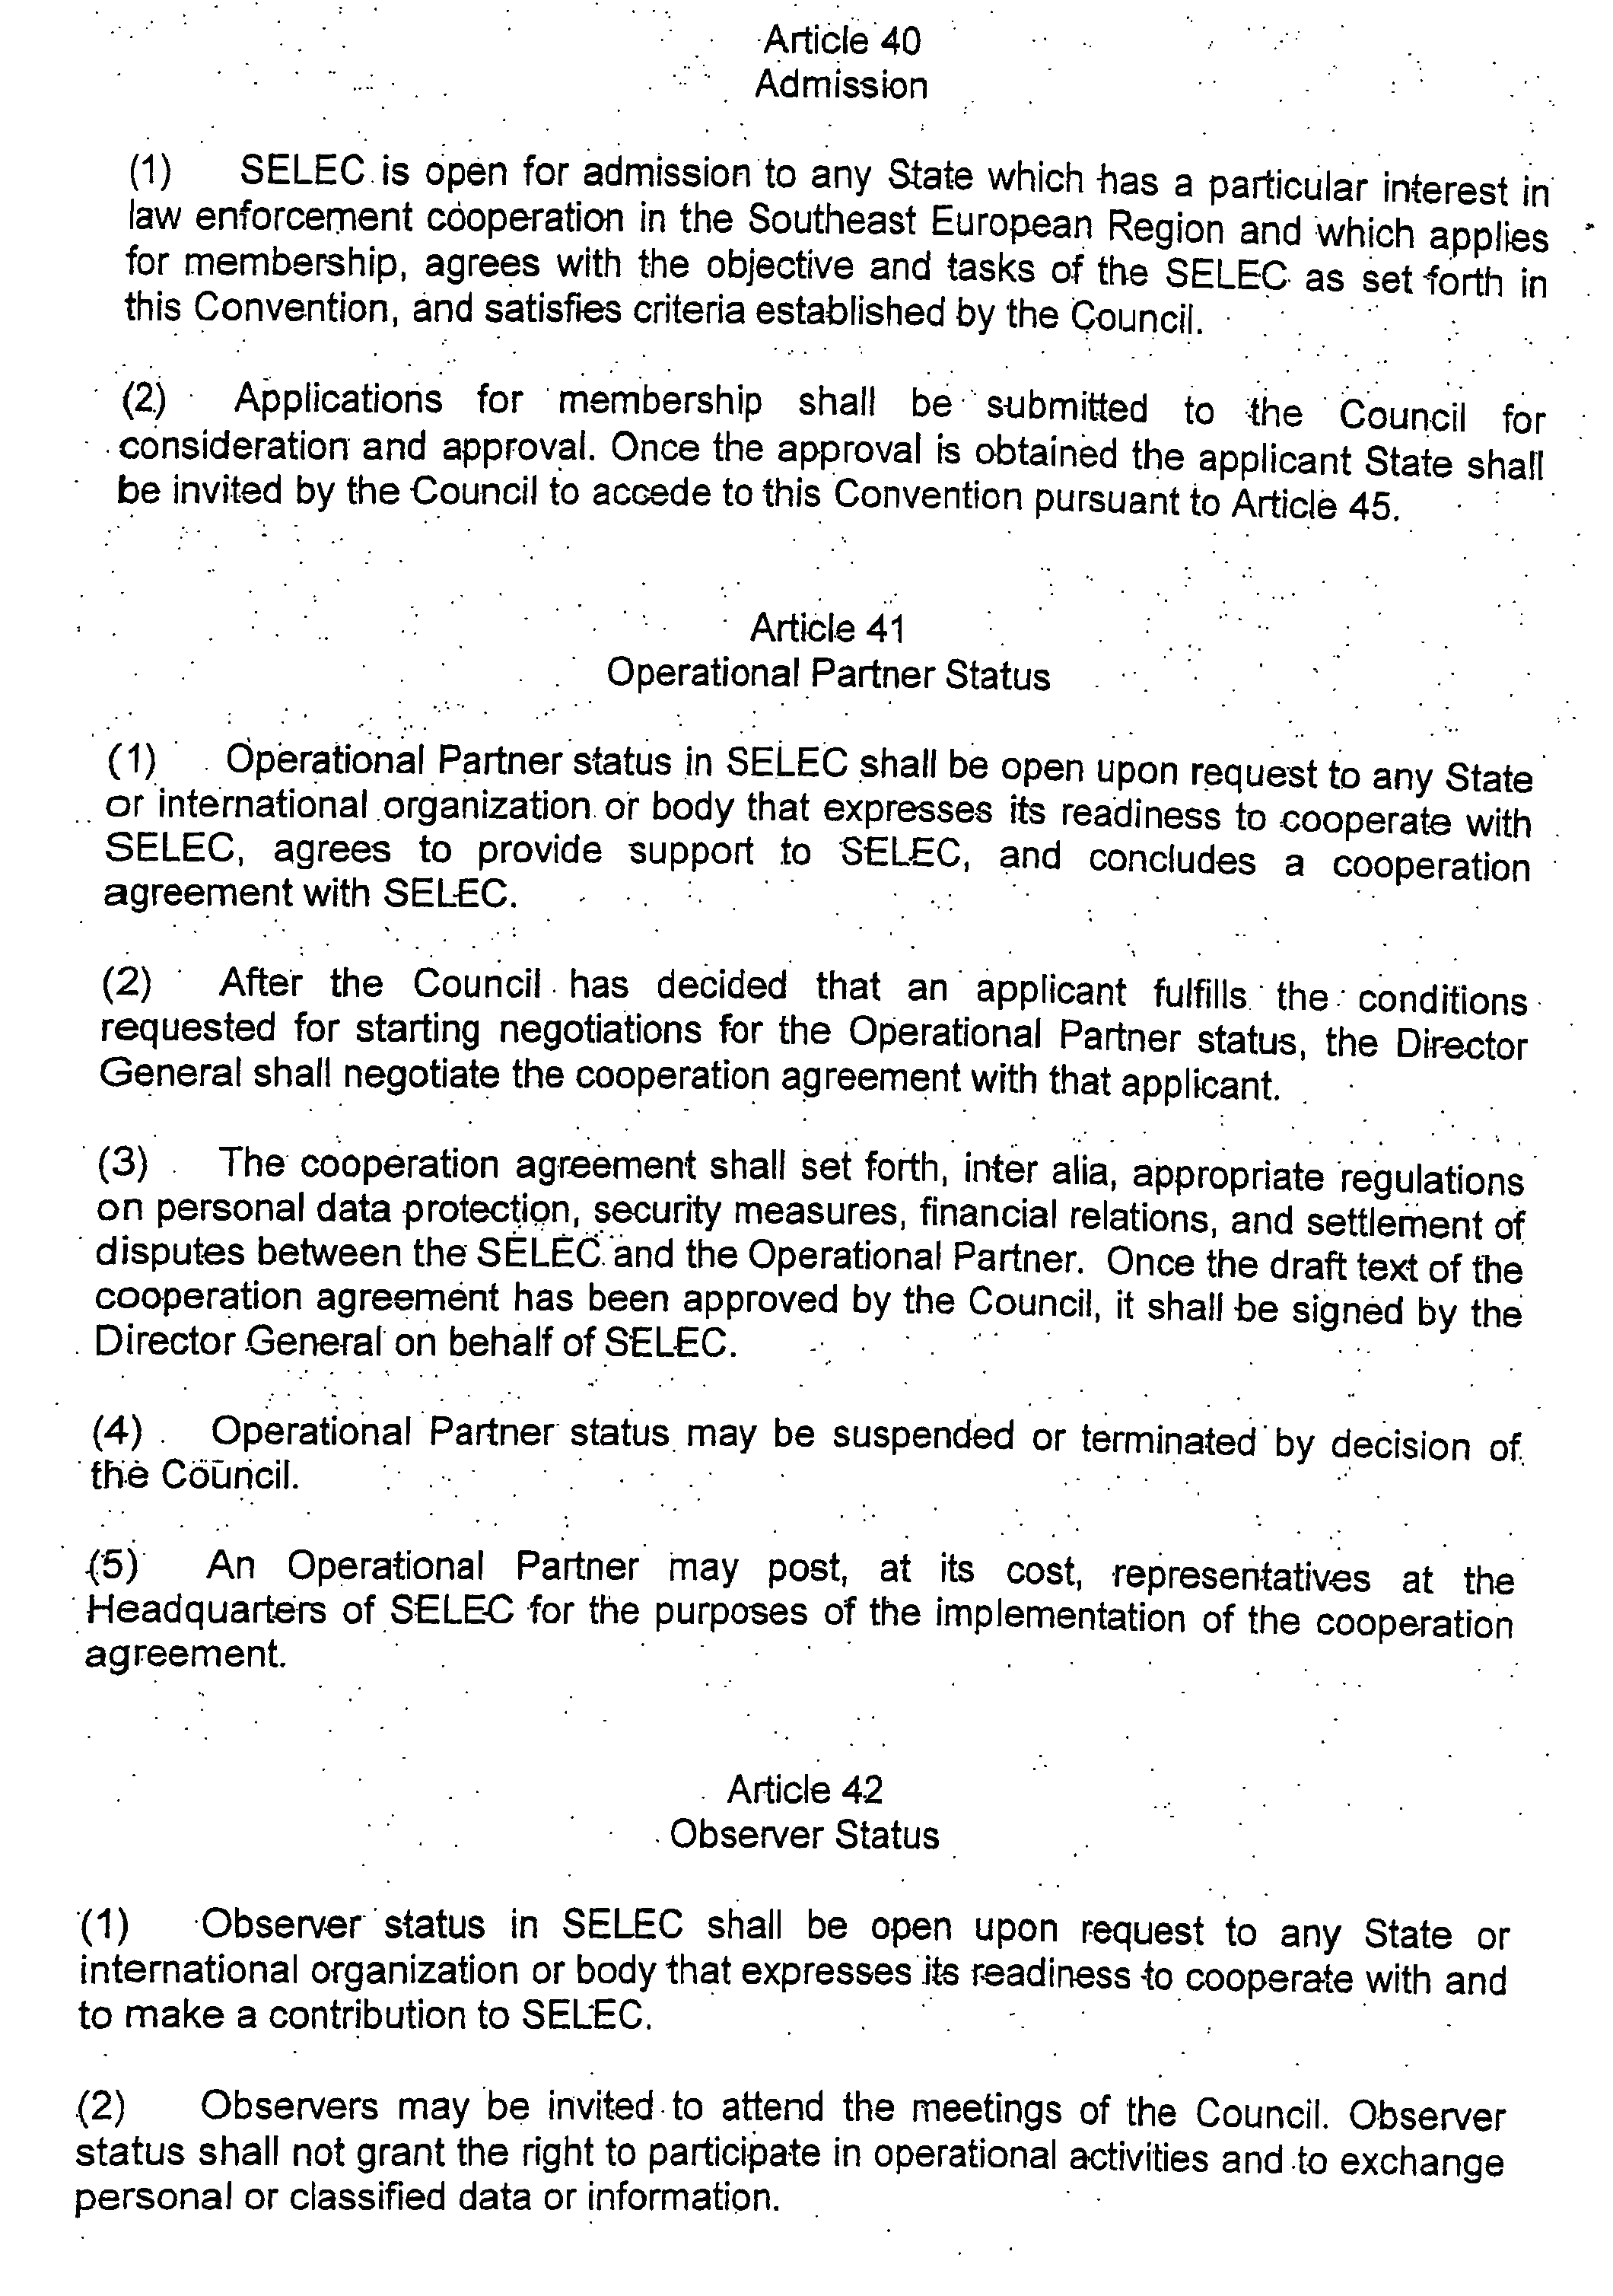 Article 40
Admission
(1) SELEC is open for admission to any State which has a particular interest in
law enforcement cooperation in the Southeast European Region and which applies
for membership, agrees with the objective and tasks of the SELEC as set forth in
this Convention, and satisfies criteria established by the Council.
(2) Applications for membership shall be submitted to the Council for
consideration and approval. Once the approval is obtained the applicant State shall
be invited by the Council to accede to this Convention pursuant to Article 45.
Article 41
Operational Partner Status
(1) Operational Partner status in SELEC shall be open upon request to any State
or international organization or body that expresses its readiness to cooperate with
SELEC, agrees to provide support to SELEC, and concludes a cooperation
agreement with SELEC.
(2) After the Council has decided that an applicant fulfills the conditions
requested for starting negotiations for the Operational Partner status, the Director
General shall negotiate the cooperation agreement with that applicant.
(3) The cooperation agreement shall set forth, inter alia, appropriate regulations
on personal data protection, security measures, financial relations, and settlement of
disputes between the SELEC and the Operational Partner. Once the draft text of the
cooperation agreement has been approved by the Council, it shall be signed by the
Director General on behalf of SELEC.
(4) Operational Partner status may be suspended or terminated by decision of
the Council.
(5) An Operational Partner may post, at its cost, representatives at the
Headquarters of SELEC for the purposes of the implementation of the cooperation
agreement.
Article 42
Observer Status
(1) Observer status in SELEC shall be open upon request to any State or
international organization or body that expresses its readiness to cooperate with and
to make a contribution to SELEC.
(2) Observers may be invited to attend the meetings of the Council. Observer
status shall not grant the right to participate in operational activities and to exchange
personal or classified data or information.